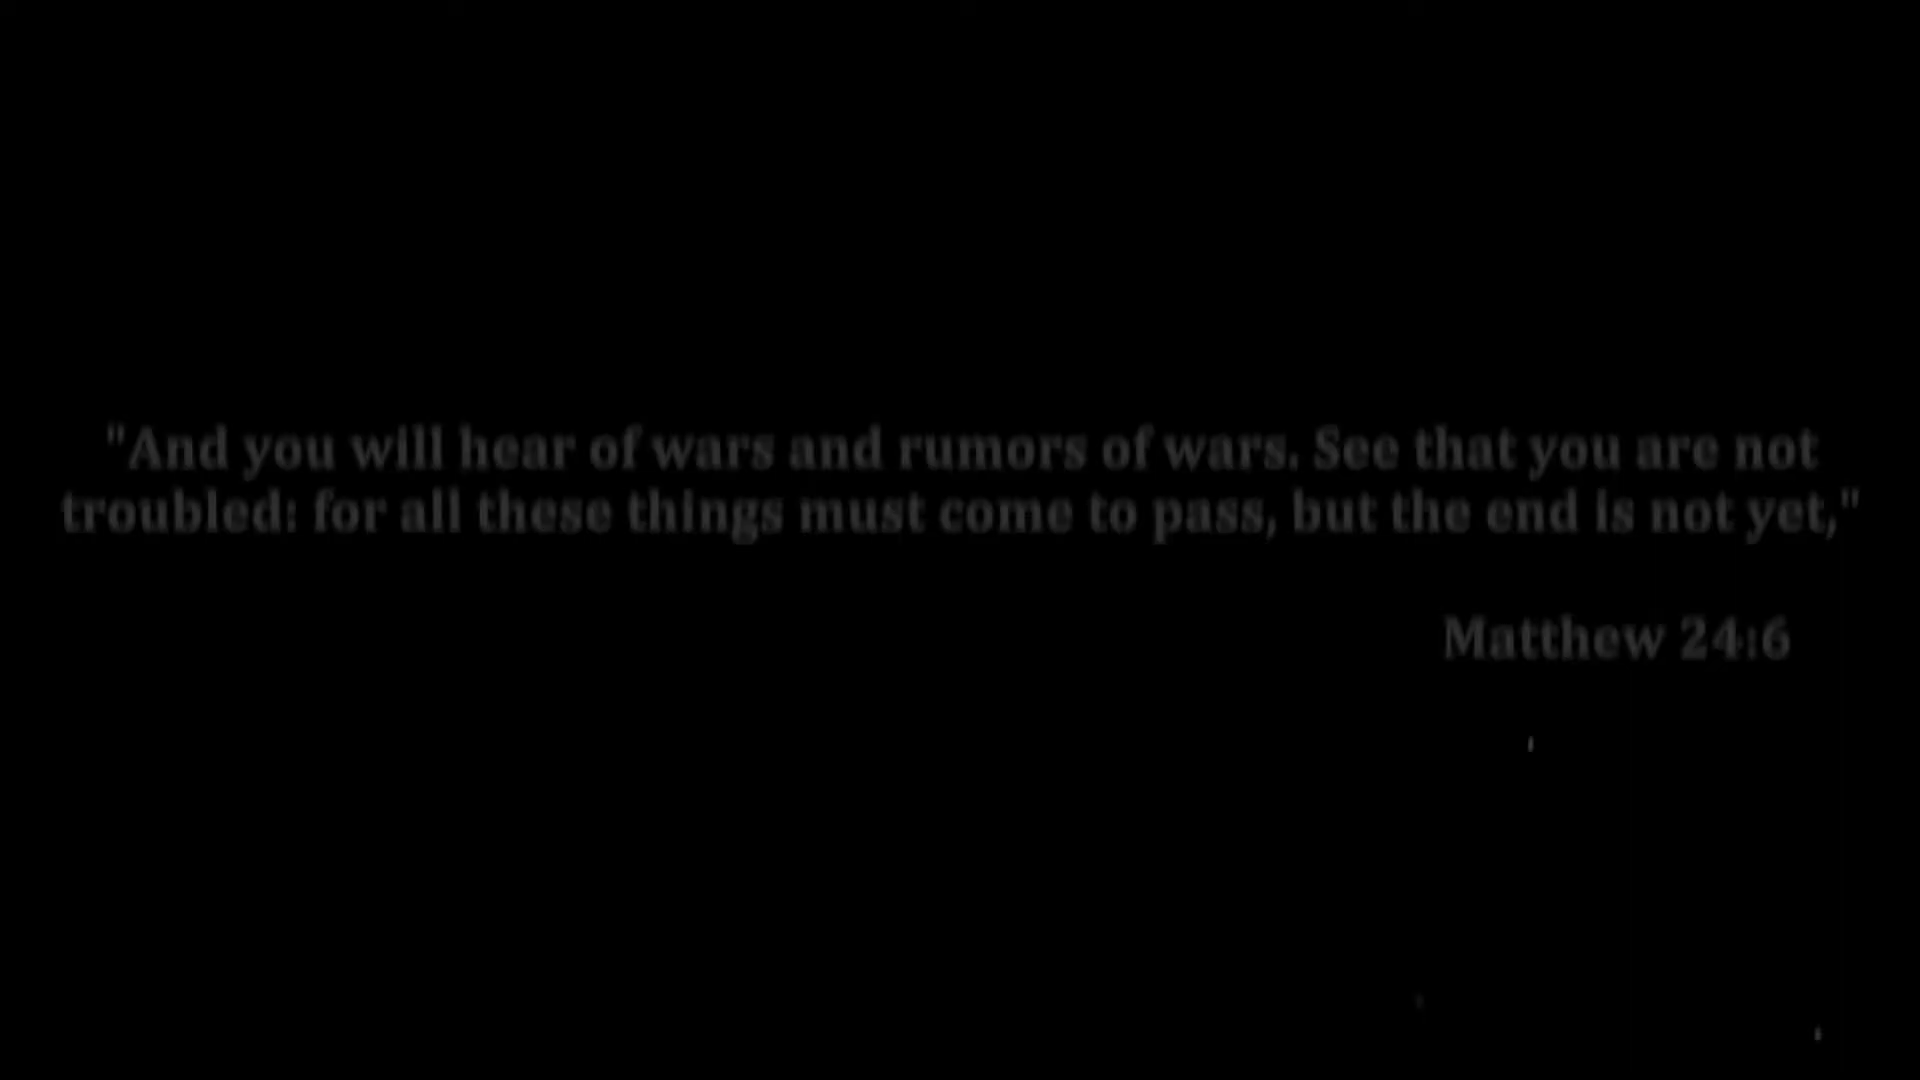 "And you will hear of wars and rumors of wars. See that you are not
troubled: for all these things must come to pass, but the end is not yet,"
Matthew 24:6